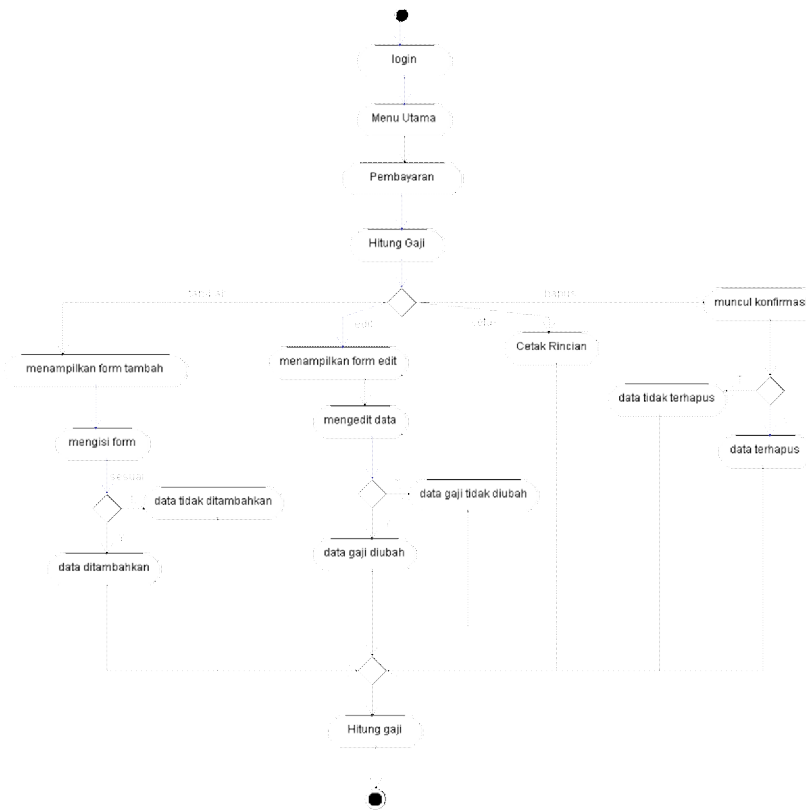 login
Menu Utama
Pembayaran
Hitung Gaji
muncul konfirmasi
edit
Cetak Rincian
menampilkan form edit
menampilkan form tambah
data tidak terhapus
mengedit data
mengisi form
data terhapus
data gaji tidak diubah
data tidak ditambahkan
data gaji diubah
data ditambahkan
Hitung gaji